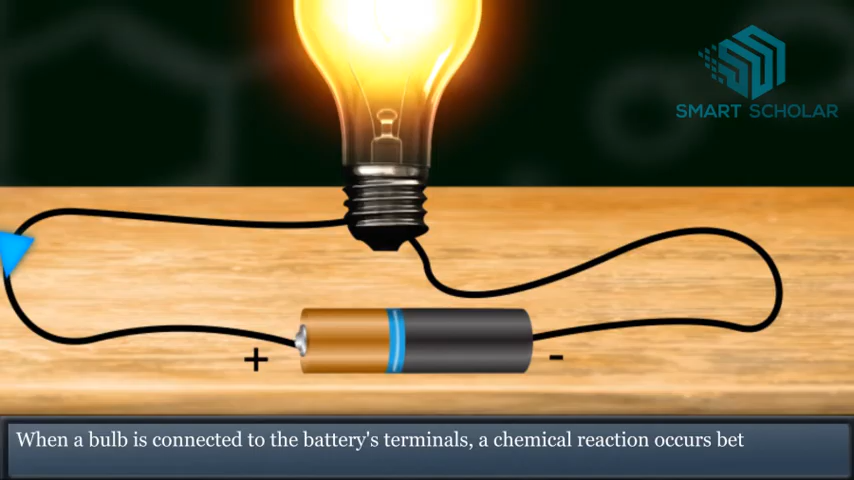 SMART SCHOLAR
+
-
When a bulb is connected to the battery's terminals, a chemical reaction occurs bet